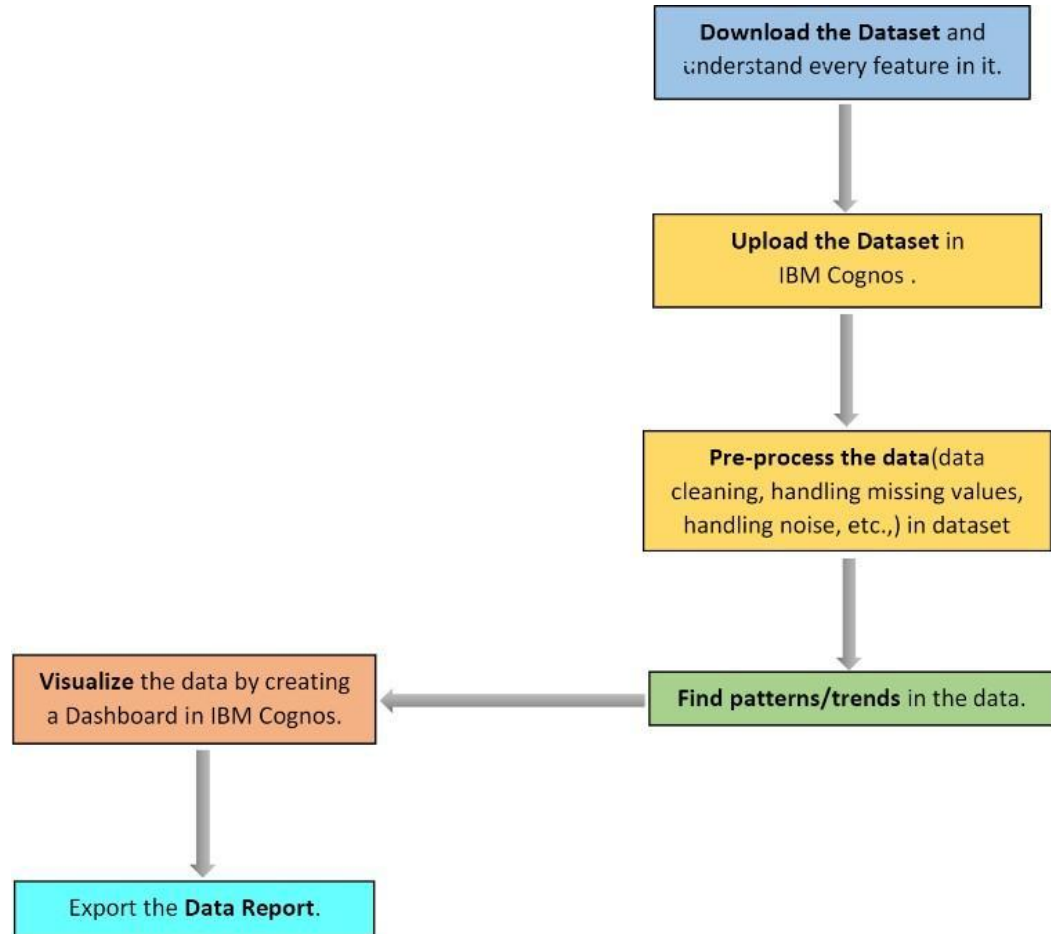 Download the Dataset and
understand every feature in it.
Upload the Dataset in
IBM Cognos .
Pre-process the data(data
cleaning, handling missing values,
handling noise, etc.,) in dataset
Find patterns/trends in the data.
Visualize the data by creating
a Dashboard in IBM Cognos.
Export the Data Report.